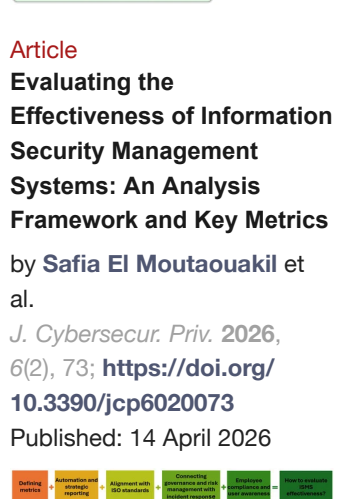 Article
Evaluating the
Effectiveness of Information
Security Management
Systems: An Analysis
Framework and Key Metrics
by Safia El Moutaouakil et
al.
J. Cybersecur. Priv. 2026,
6(2), 73; https://doi.org/
10.3390/jcp6020073
Published: 14 April 2026
Defining metrics + Automation and strategic reporting + Alignment with ISO standards + Connecting governance and risk management with incident response + Employee compliance and user awareness = How to evaluate ISMS effectiveness?